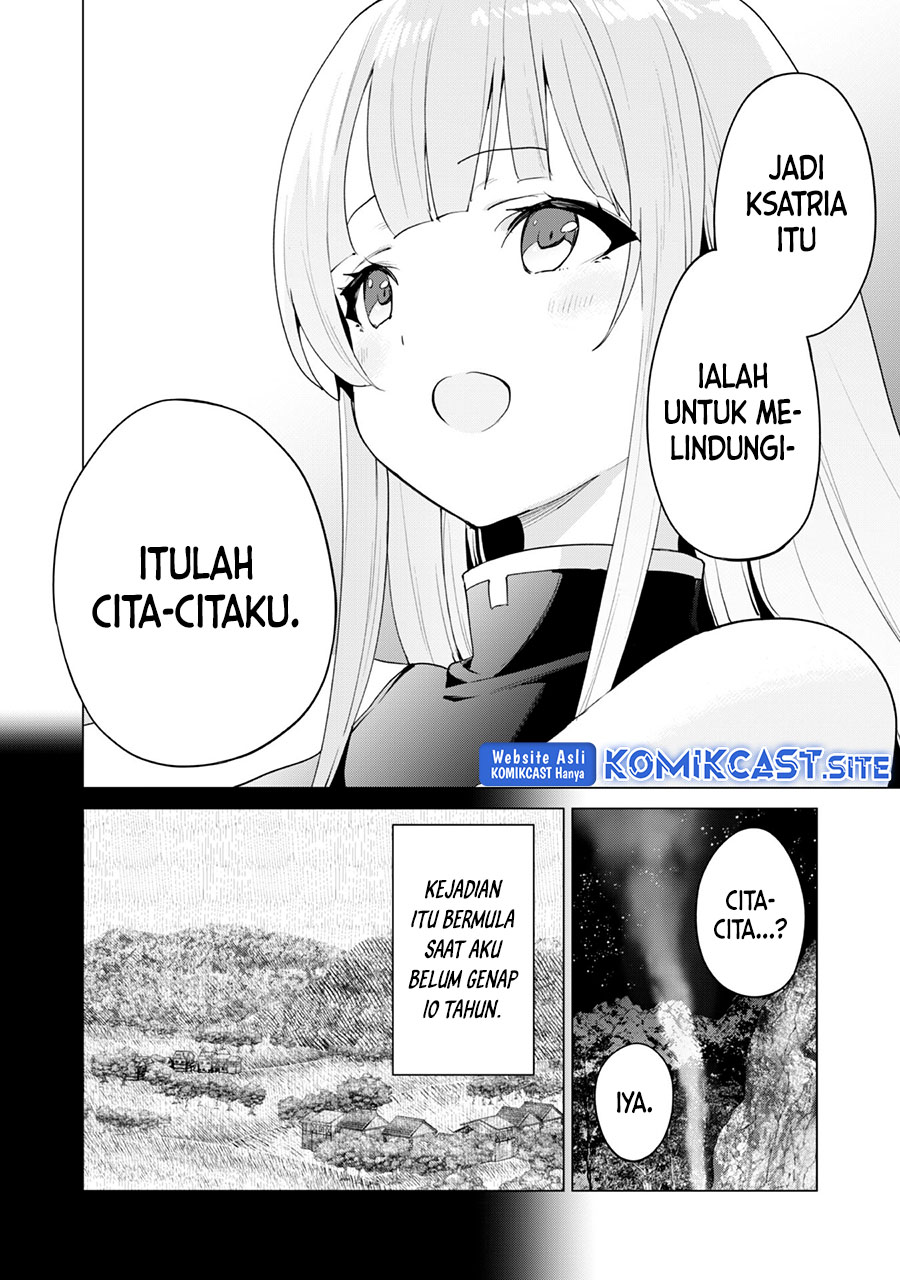 JADI
KSATRIA
ITU
IALAH
UNTUK ME-
LINDUNGI-
ITULAH
CITA-CITAKU.
Website Asli
KOMIKCAST Hanya
KOMIKCAST.SITE
CITA-
CITA...?
IYA.
KEJADIAN
ITU BERMULA
SAAT AKU
BELUM GENAP
10 TAHUN.